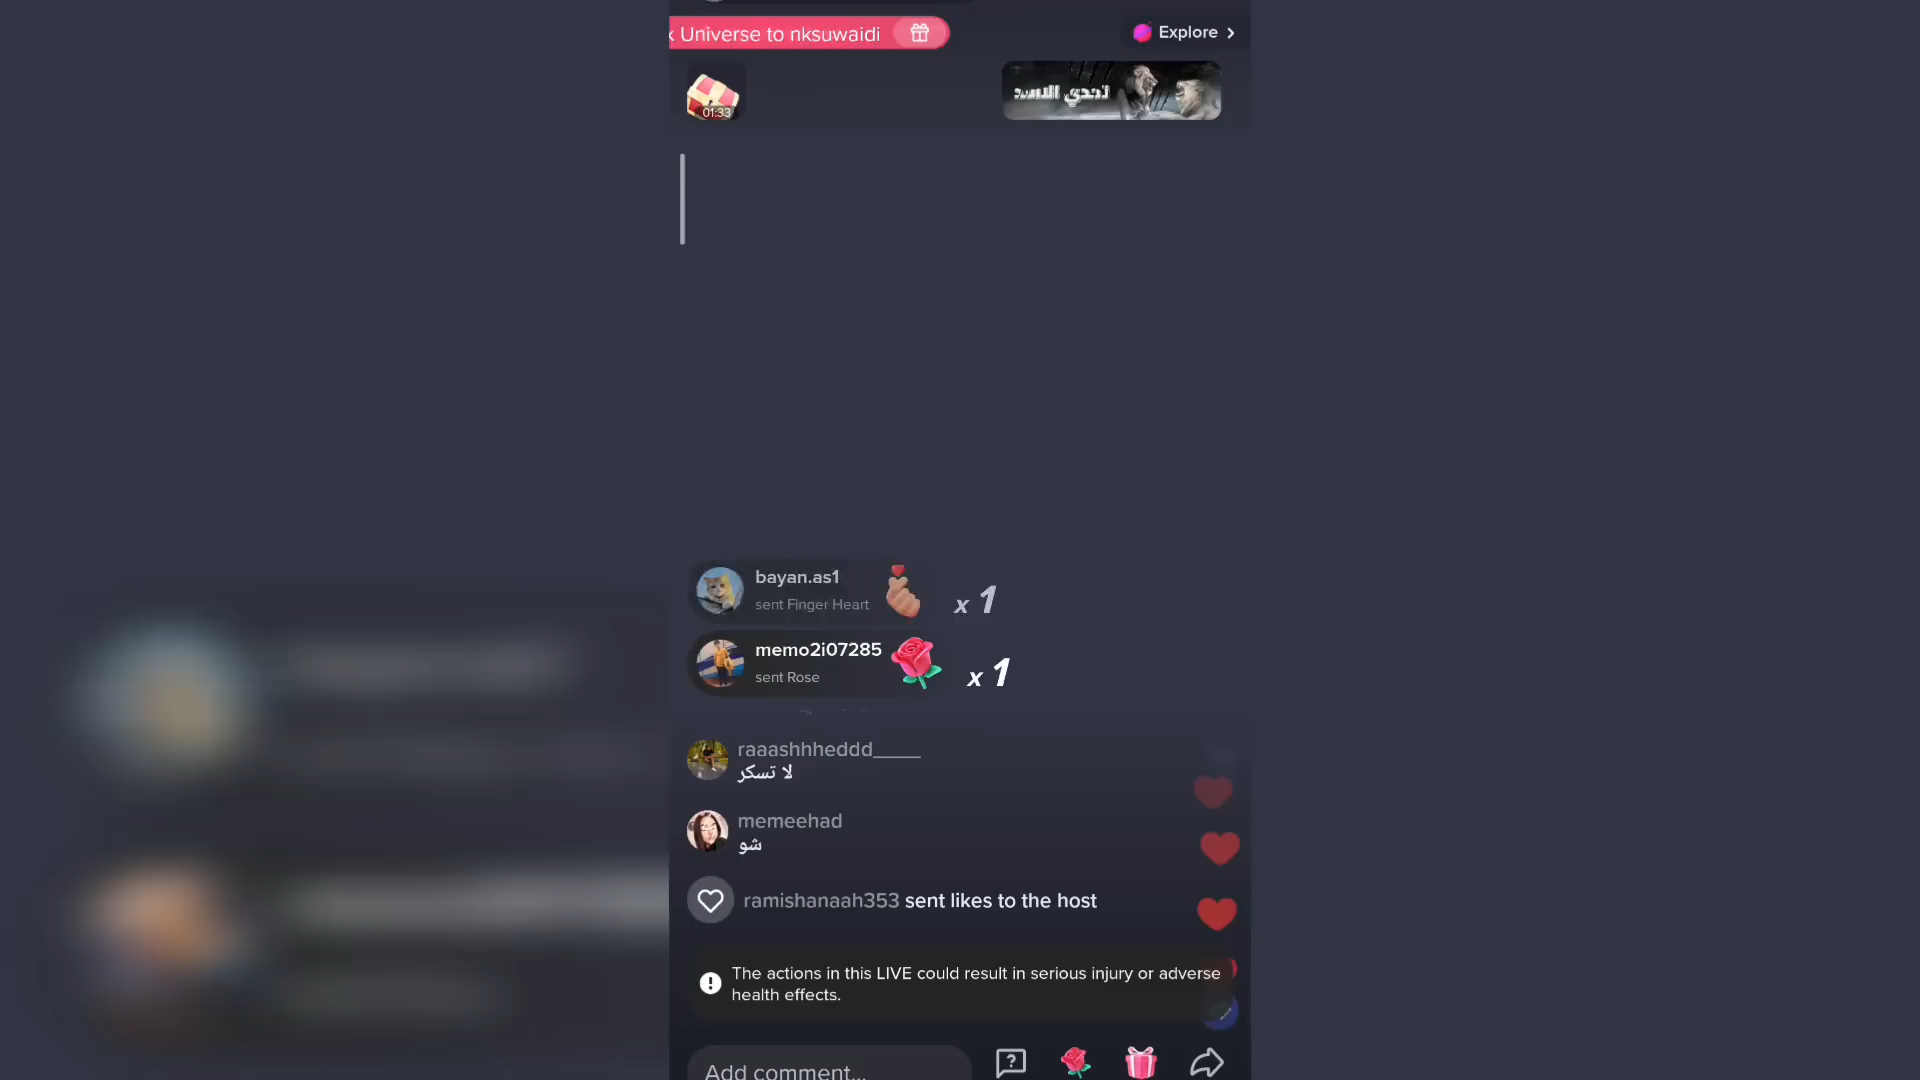 Universe to nksuwaidi
Explore
01:33
تحدي الاسد
bayan.as1
sent Finger Heart
x 1
memo2i07285
sent Rose
x 1
raaashhheddd____
لا تسكر
memeehad
شو
ramishanaah353 sent likes to the host
The actions in this LIVE could result in serious injury or adverse
health effects.
Add comment...